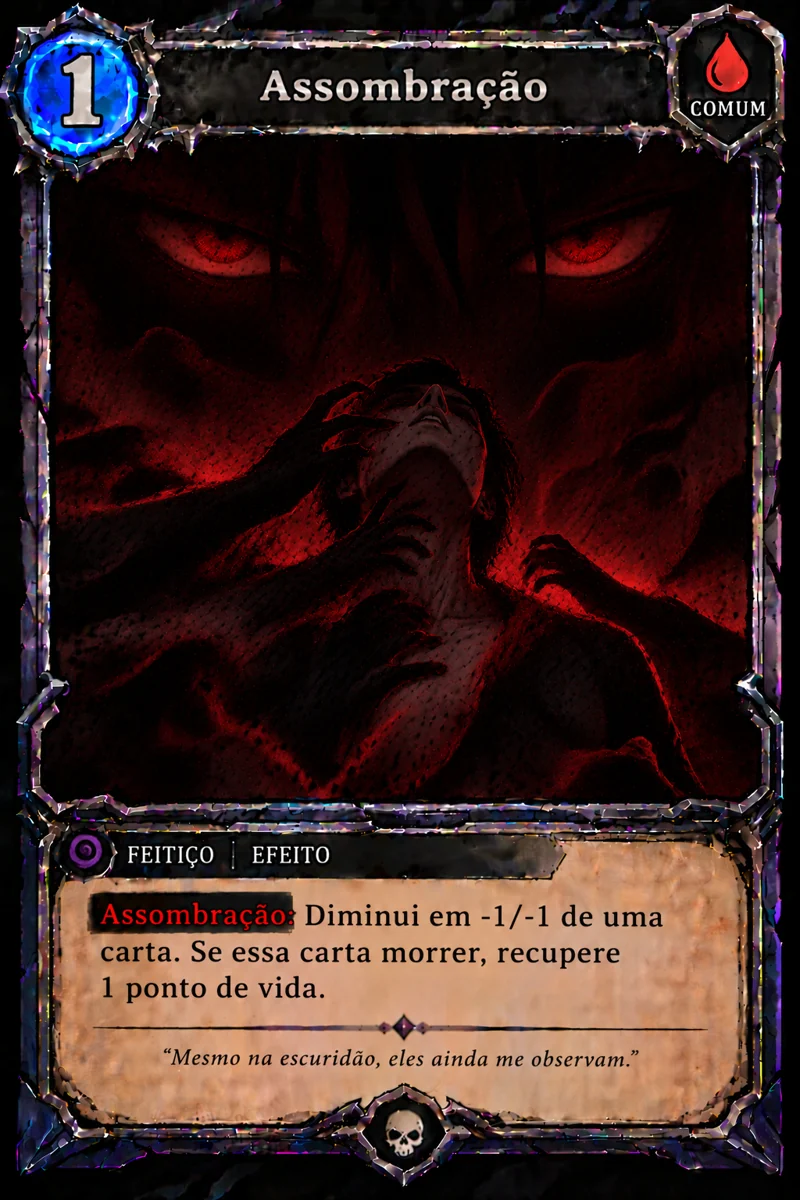 1
Assombração
COMUM
FEITIÇO | EFEITO
Assombração: Diminui em -1/-1 de uma
carta. Se essa carta morrer, recupere
1 ponto de vida.
“Mesmo na escuridão, eles ainda me observam.”